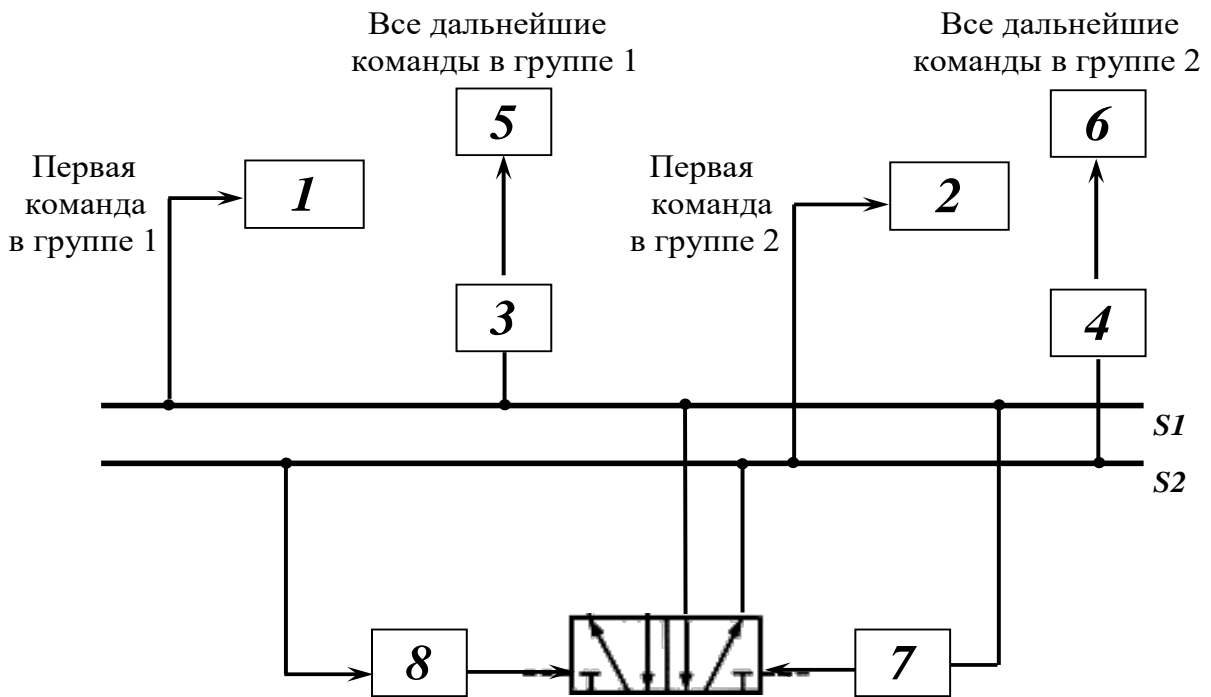 Все дальнейшие
команды в группе 1
Все дальнейшие
команды в группе 2
5
6
Первая
команда
в группе 1
1
Первая
команда
в группе 2
2
3
4
S1
S2
8
7